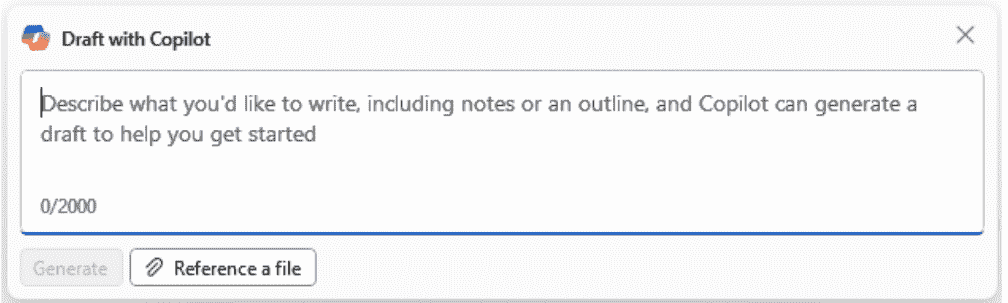 Draft with Copilot
Describe what you'd like to write, including notes or an outline, and Copilot can generate a
draft to help you get started
0/2000
Generate
Reference a file